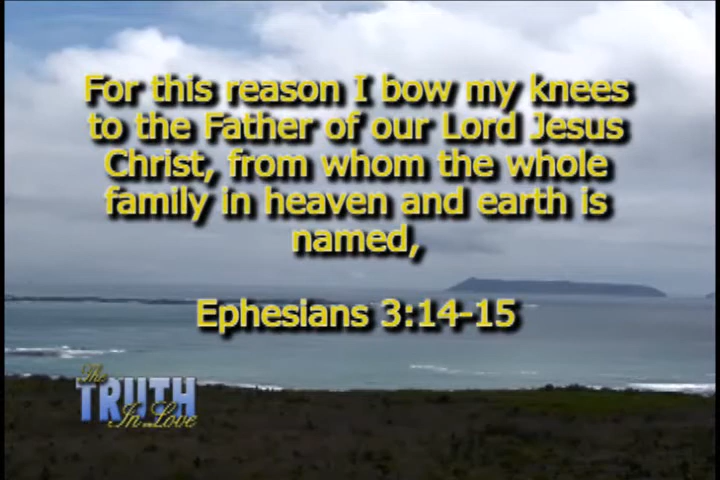 For this reason I bow my knees
to the Father of our Lord Jesus
Christ, from whom the whole
family in heaven and earth is
named,
Ephesians 3:14-15
The
TRUTH
In Love